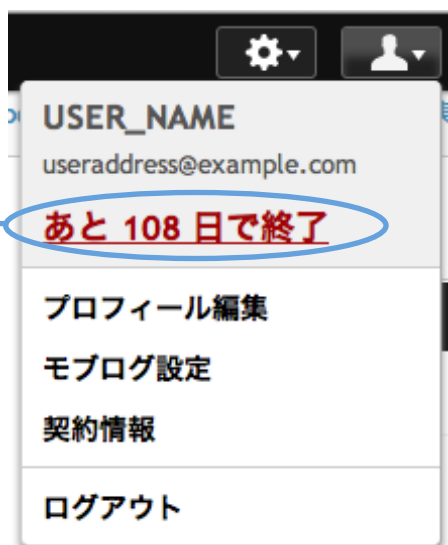 USER_NAME
useraddress@example.com
あと 108 日で終了
プロフィール編集
モブログ設定
契約情報
ログアウト